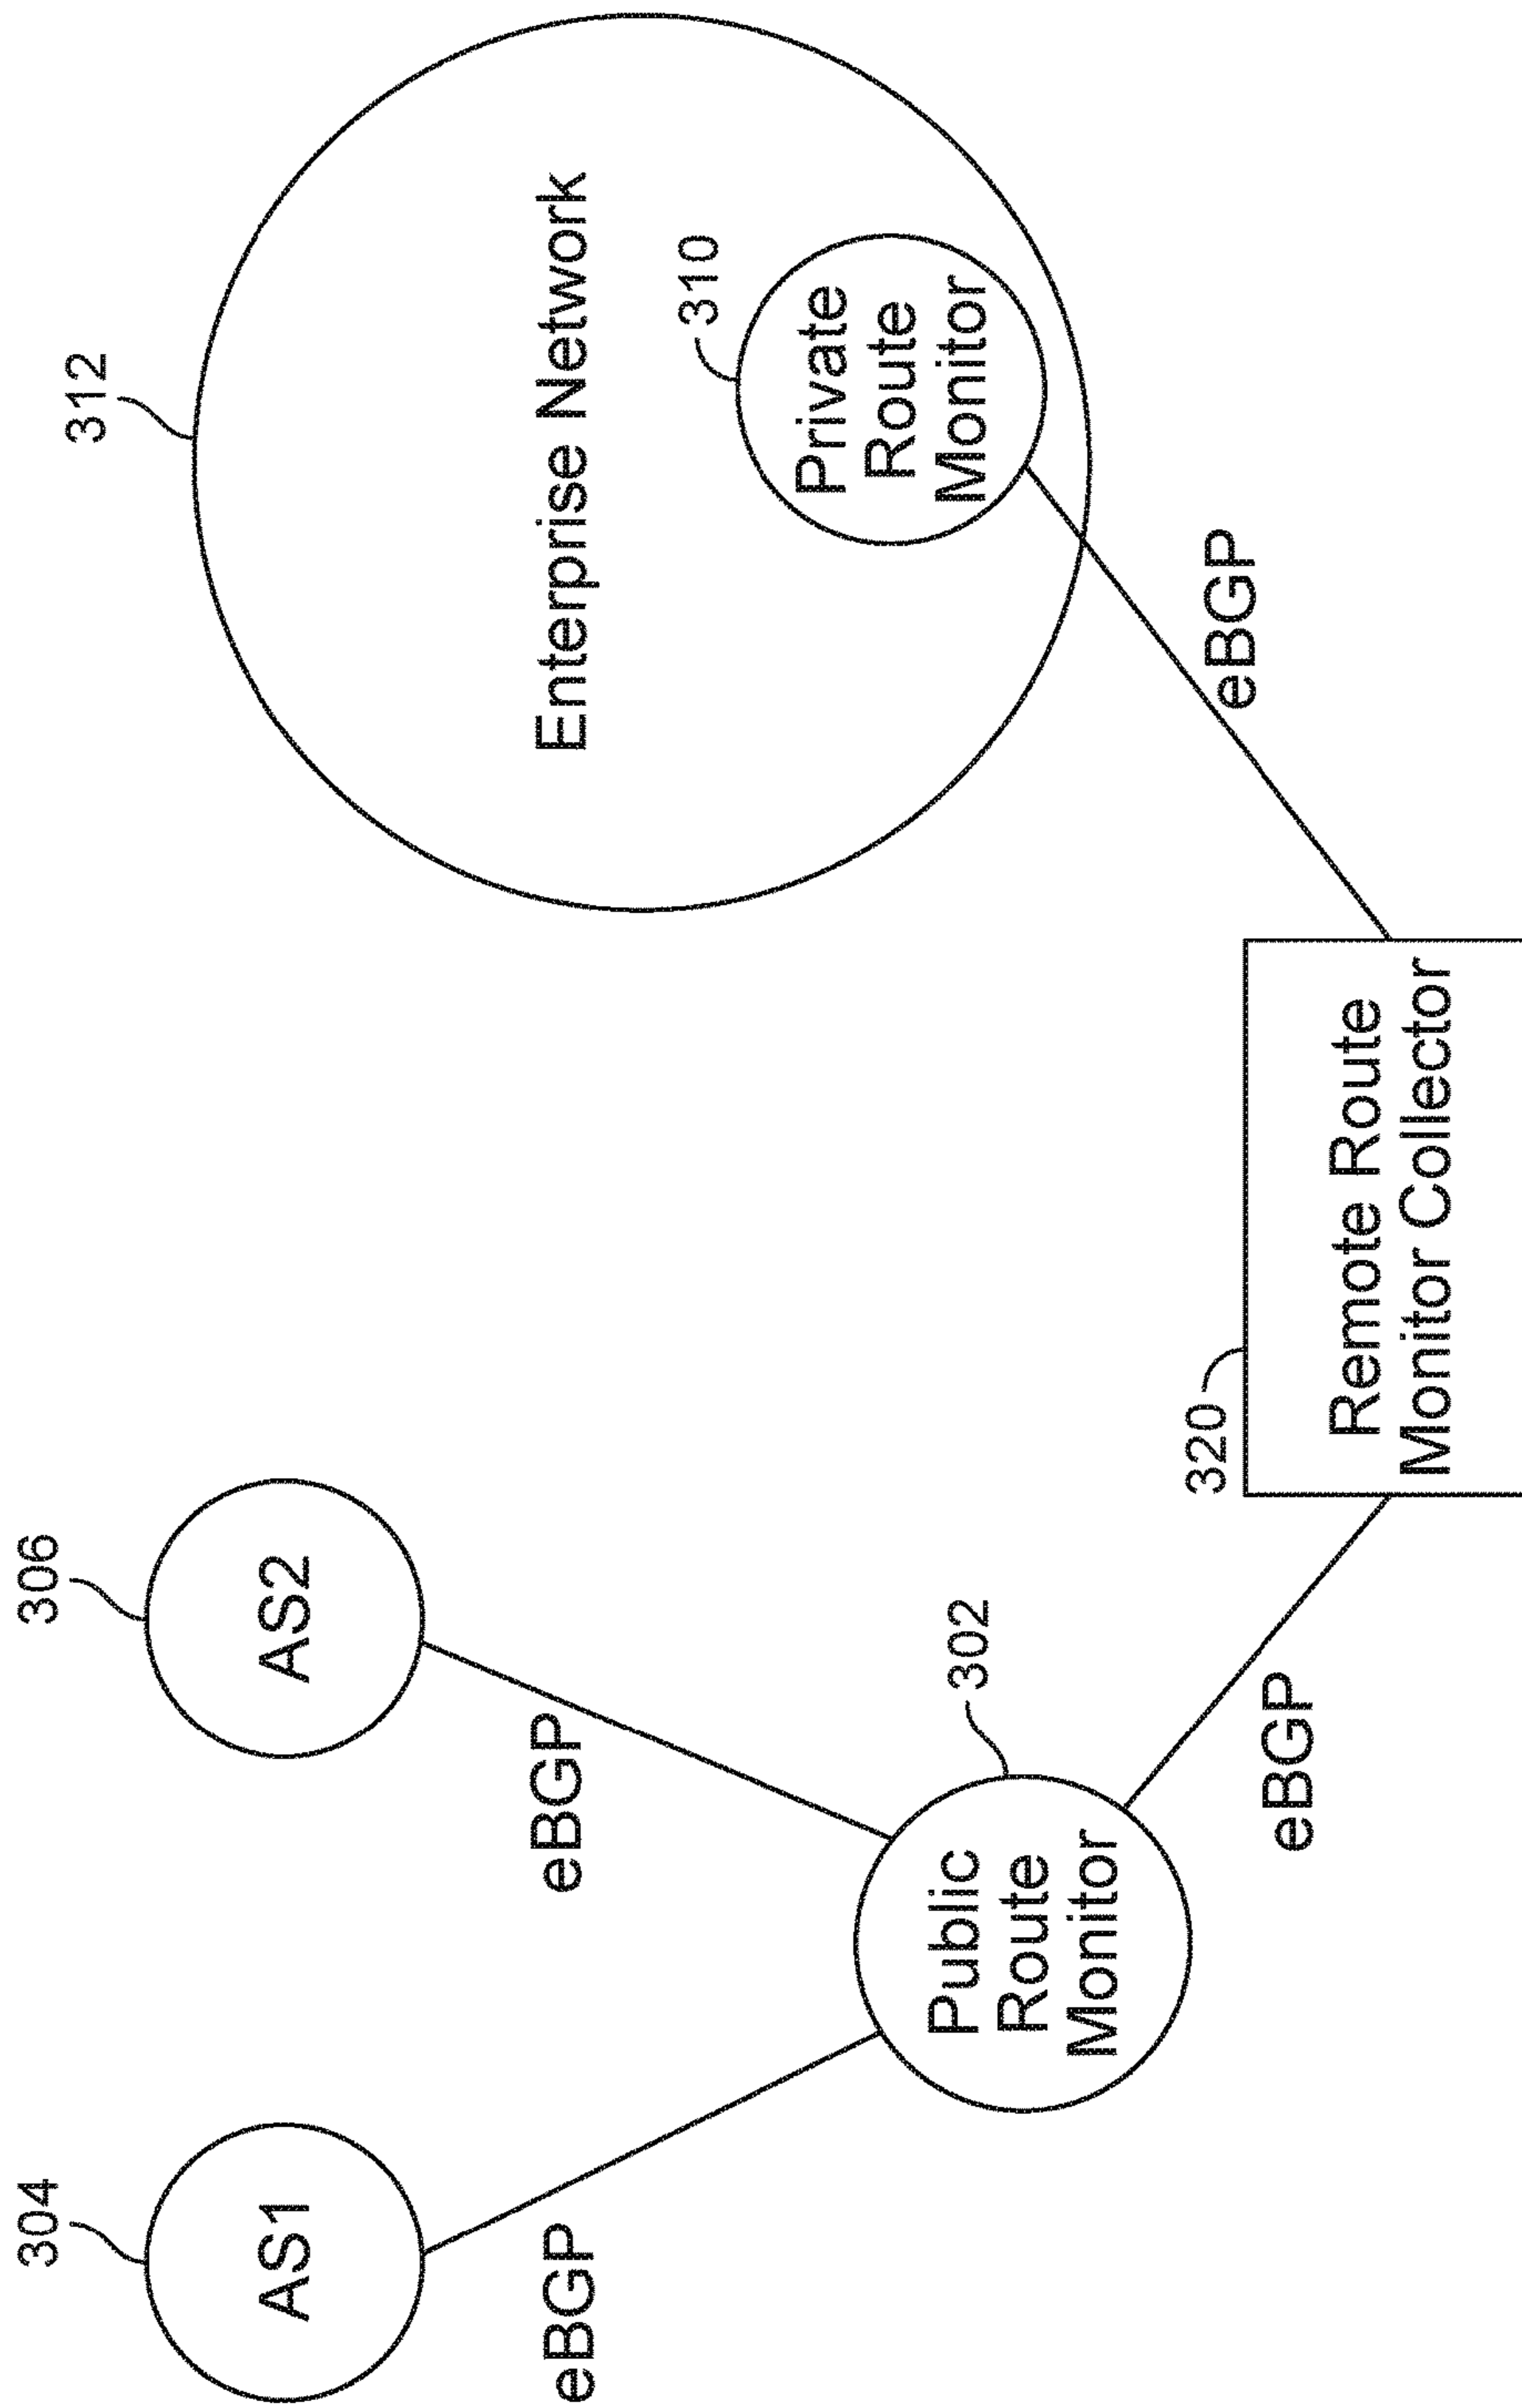 304
AS1
eBGP
306
AS2
eBGP
Public
Route
Monitor
302
eBGP
320
Remote Route
Monitor Collector
eBGP
312
Enterprise Network
310
Private
Route
Monitor